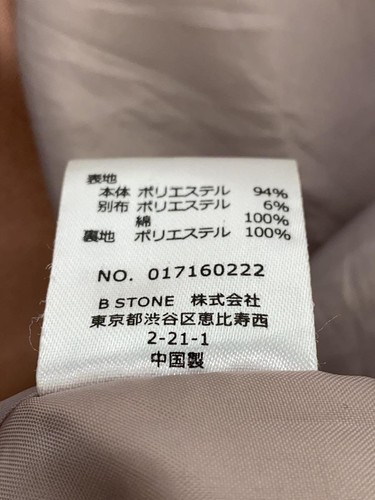 表地
本体 ポリエステル 94%
別布 ポリエステル 6%
綿 100%
裏地 ポリエステル 100%
NO. 017160222
B STONE 株式会社
東京都渋谷区恵比寿西
2-21-1
中国製